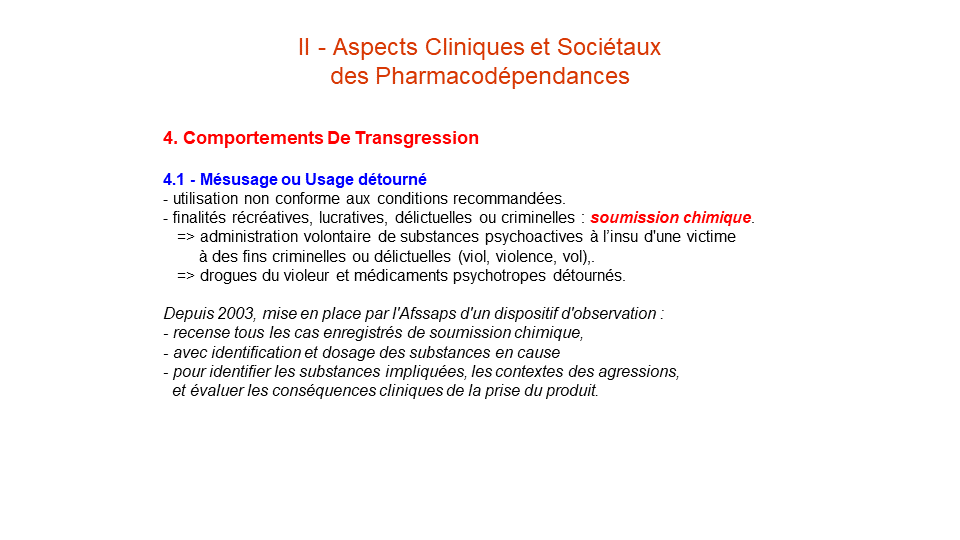 II - Aspects Cliniques et Sociétaux
des Pharmacodépendances
4. Comportements De Transgression
4.1 - Mésusage ou Usage détourné
- utilisation non conforme aux conditions recommandées.
- finalités récréatives, lucratives, délictuelles ou criminelles : soumission chimique.
=> administration volontaire de substances psychoactives à l’insu d'une victime
à des fins criminelles ou délictuelles (viol, violence, vol),.
=> drogues du violeur et médicaments psychotropes détournés.
Depuis 2003, mise en place par l'Afssaps d'un dispositif d'observation :
- recense tous les cas enregistrés de soumission chimique,
- avec identification et dosage des substances en cause
- pour identifier les substances impliquées, les contextes des agressions,
et évaluer les conséquences cliniques de la prise du produit.